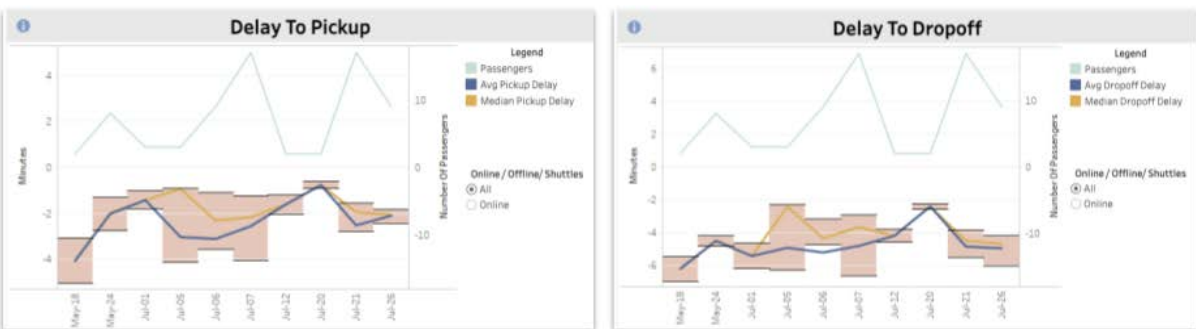 Delay To Pickup
Legend
Passengers
Avg Pickup Delay
Median Pickup Delay
4
2
0
-2
-4
Minutes
10
0
-10
Number Of Passengers
Online / Offline/ Shuttles
All
Online
May-18
May-24
Jul-01
Jul-05
Jul-06
Jul-07
Jul-12
Jul-20
Jul-21
Jul-26
Delay To Dropoff
Legend
Passengers
Avg Dropoff Delay
Median Dropoff Delay
6
4
2
0
-2
-4
-6
Minutes
10
0
-10
Number Of Passengers
Online / Offline/ Shuttles
All
Online
May-18
May-24
Jul-01
Jul-05
Jul-06
Jul-07
Jul-12
Jul-20
Jul-21
Jul-26